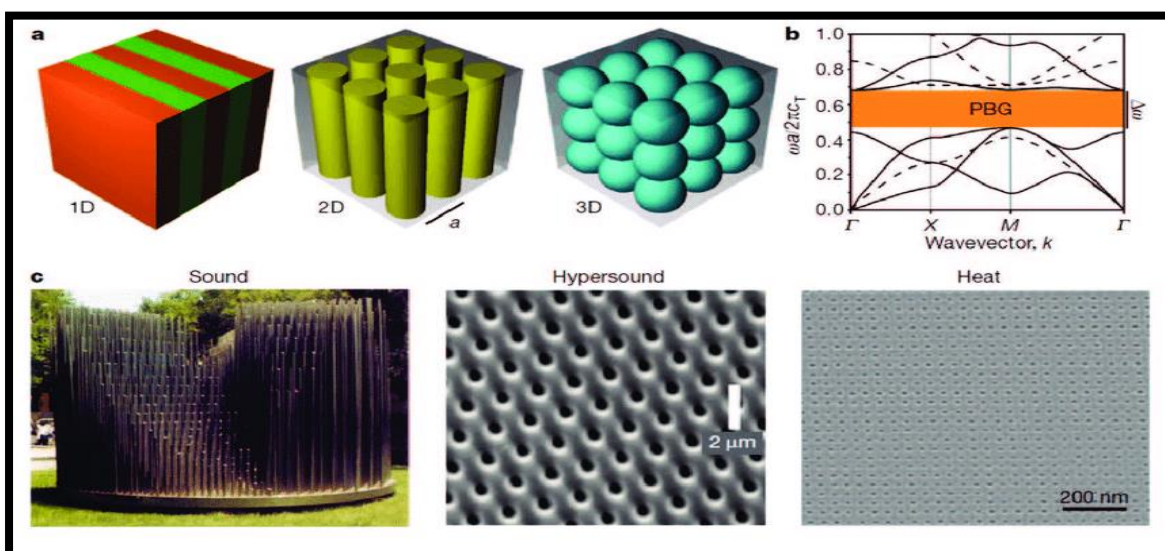 a
1D
2D
a
3D
b
ωa/2πc_T
1.0
0.8
0.6
0.4
0.2
0.0
PBG
Δω
Γ
X
M
Γ
Wavevector, k
c
Sound
Hypersound
Heat
2 μm
200 nm